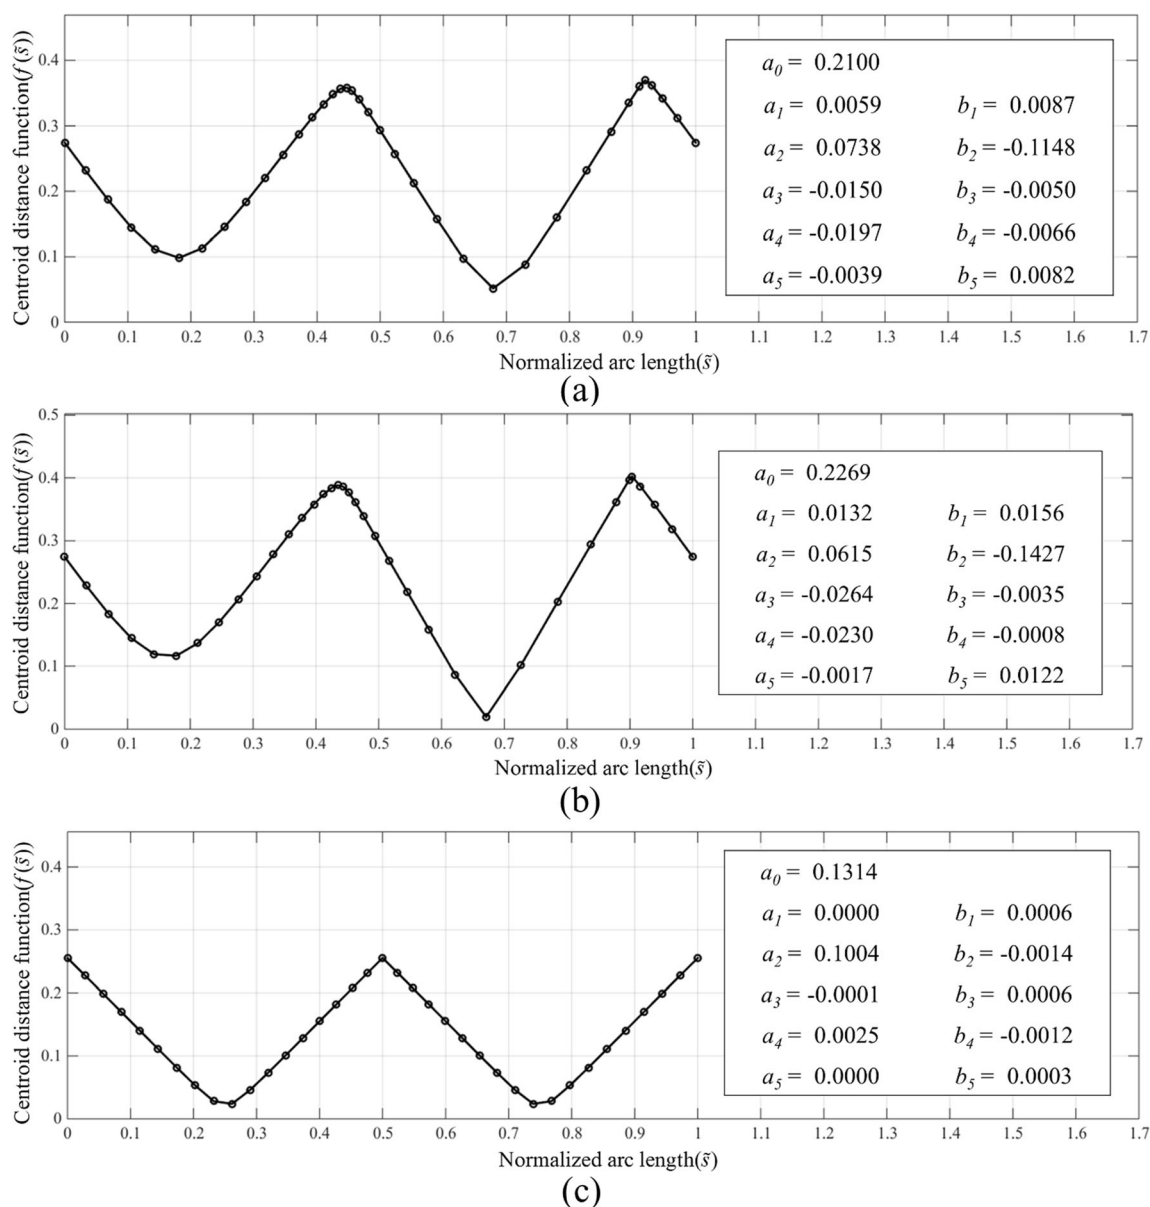 Centroid distance function(f(s̃))
0.4
0.3
0.2
0.1
0
0 0.1 0.2 0.3 0.4 0.5 0.6 0.7 0.8 0.9 1 1.1 1.2 1.3 1.4 1.5 1.6 1.7
Normalized arc length(s̃)
a0 = 0.2100
a1 = 0.0059 b1 = 0.0087
a2 = 0.0738 b2 = -0.1148
a3 = -0.0150 b3 = -0.0050
a4 = -0.0197 b4 = -0.0066
a5 = -0.0039 b5 = 0.0082
(a)
Centroid distance function(f(s̃))
0.5
0.4
0.3
0.2
0.1
0
0 0.1 0.2 0.3 0.4 0.5 0.6 0.7 0.8 0.9 1 1.1 1.2 1.3 1.4 1.5 1.6 1.7
Normalized arc length(s̃)
a0 = 0.2269
a1 = 0.0132 b1 = 0.0156
a2 = 0.0615 b2 = -0.1427
a3 = -0.0264 b3 = -0.0035
a4 = -0.0230 b4 = -0.0008
a5 = -0.0017 b5 = 0.0122
(b)
Centroid distance function(f(s̃))
0.4
0.3
0.2
0.1
0
0 0.1 0.2 0.3 0.4 0.5 0.6 0.7 0.8 0.9 1 1.1 1.2 1.3 1.4 1.5 1.6 1.7
Normalized arc length(s̃)
a0 = 0.1314
a1 = 0.0000 b1 = 0.0006
a2 = 0.1004 b2 = -0.0014
a3 = -0.0001 b3 = 0.0006
a4 = 0.0025 b4 = -0.0012
a5 = 0.0000 b5 = 0.0003
(c)